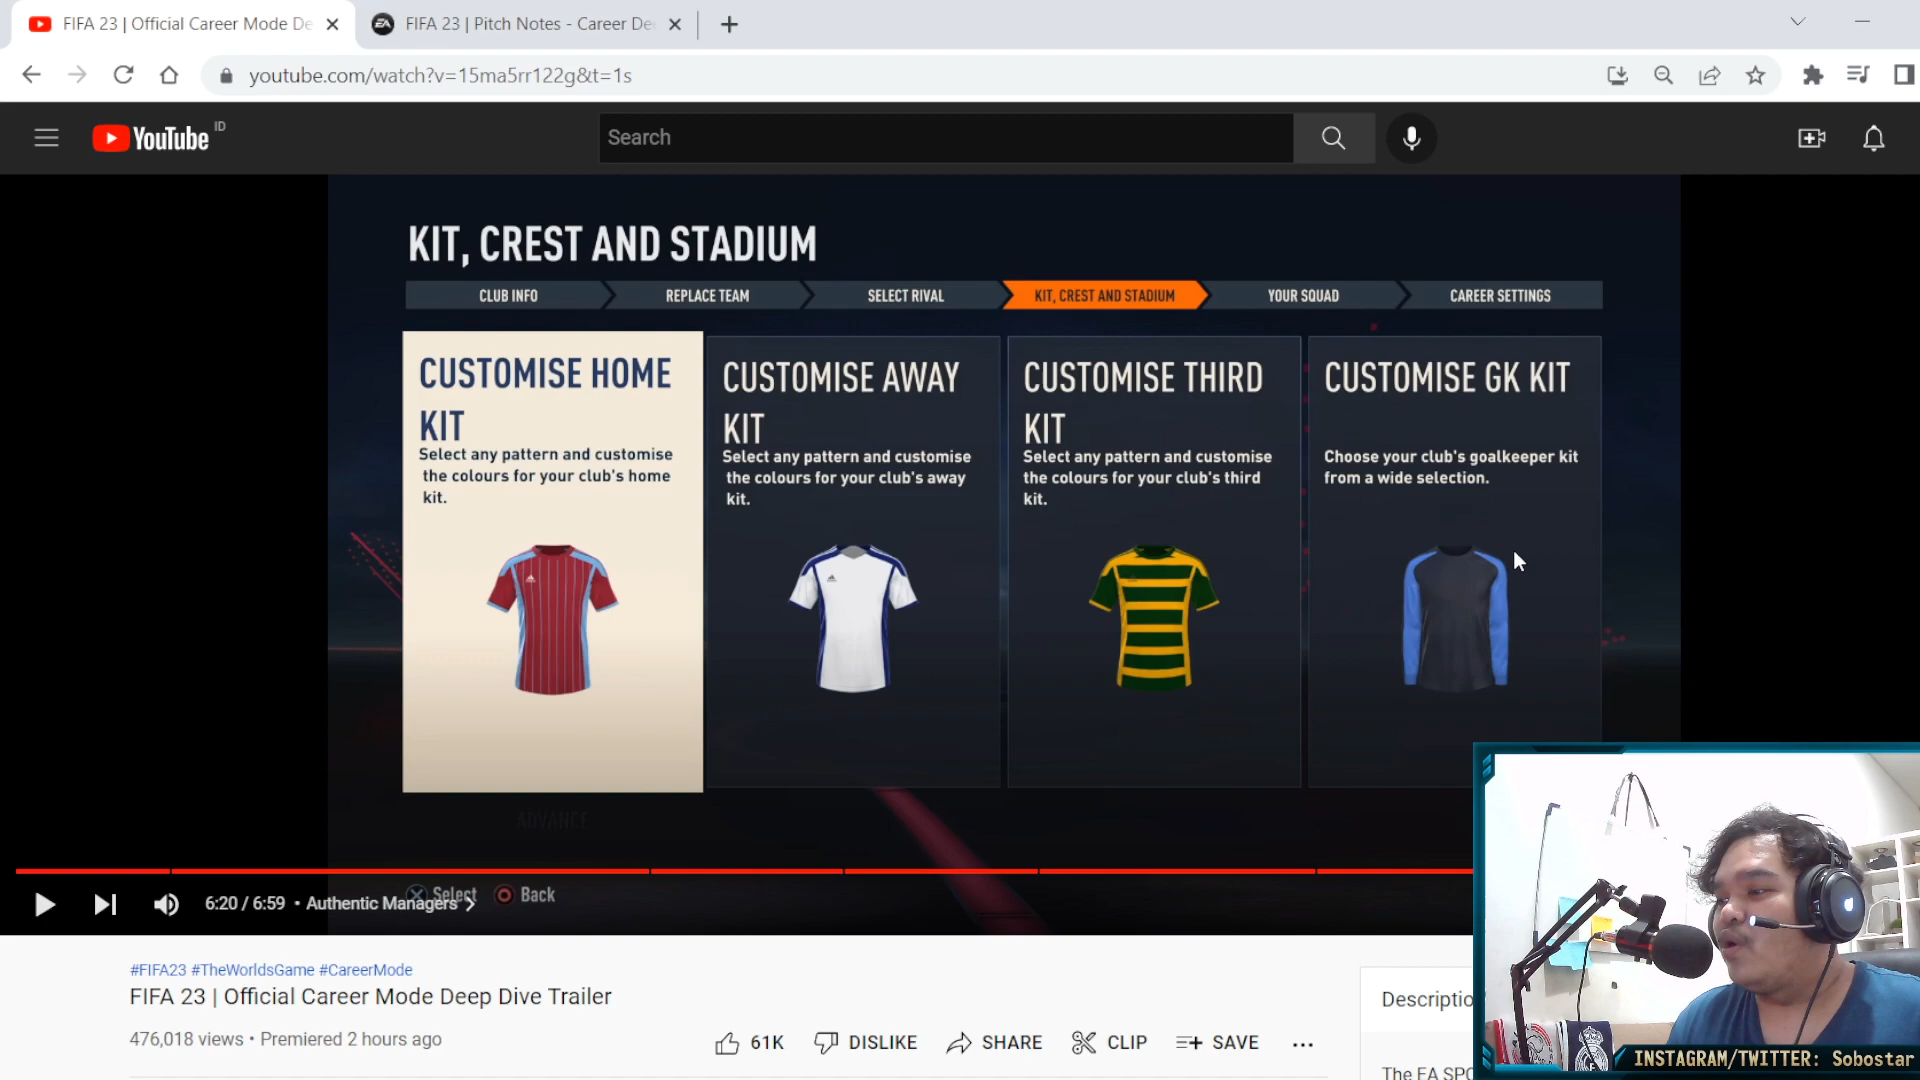 FIFA 23 | Official Career Mode De
FIFA 23 | Pitch Notes - Career De
youtube.com/watch?v=15ma5rr122g&t=1s
YouTube ID
Search
KIT, CREST AND STADIUM
CLUB INFO
REPLACE TEAM
SELECT RIVAL
KIT, CREST AND STADIUM
YOUR SQUAD
CAREER SETTINGS
CUSTOMISE HOME
KIT
Select any pattern and customise
the colours for your club's home
kit.
CUSTOMISE AWAY
KIT
Select any pattern and customise
the colours for your club's away
kit.
CUSTOMISE THIRD
KIT
Select any pattern and customise
the colours for your club's third
kit.
CUSTOMISE GK KIT
Choose your club's goalkeeper kit
from a wide selection.
ADVANCE
Select
Back
6:20 / 6:59 • Authentic Managers
#FIFA23 #TheWorldsGame #CareerMode
FIFA 23 | Official Career Mode Deep Dive Trailer
476,018 views • Premiered 2 hours ago
61K
DISLIKE
SHARE
CLIP
SAVE
Descriptio
The EA SPO
INSTAGRAM/TWITTER: Sobostar